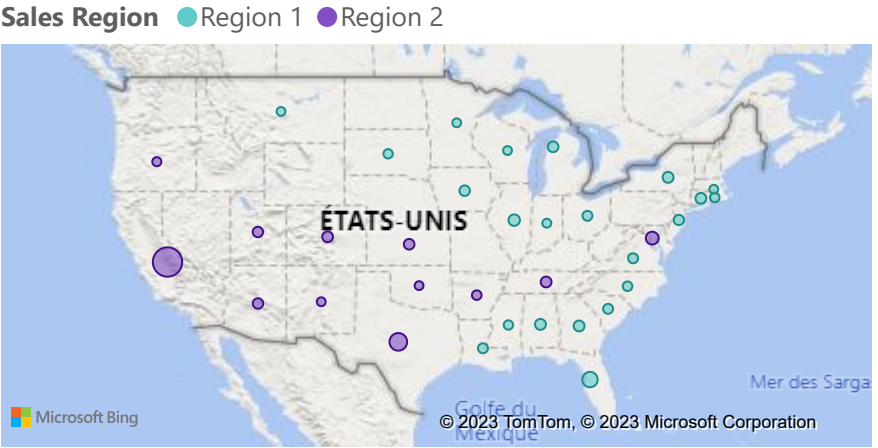 Sales Region Region 1 Region 2
ÉTATS-UNIS
Mer des Sarga
Golfe du
Mexique
Microsoft Bing
© 2023 TomTom, © 2023 Microsoft Corporation